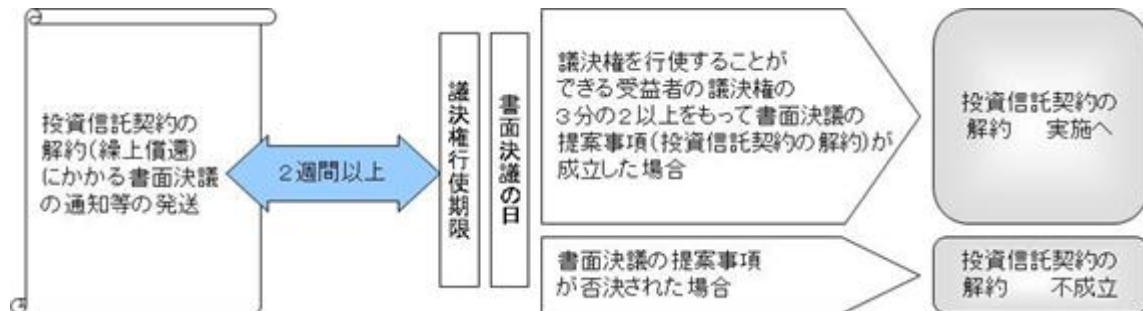 投資信託契約の
解約(繰上償還)
にかかる書面決議
の通知等の発送
2週間以上
議決権行使期限
書面決議の日
議決権を行使することが
できる受益者の議決権の
3分の2以上をもって書面決議の
提案事項(投資信託契約の解約)が
成立した場合
投資信託契約の
解約　実施へ
書面決議の提案事項
が否決された場合
投資信託契約の
解約　不成立